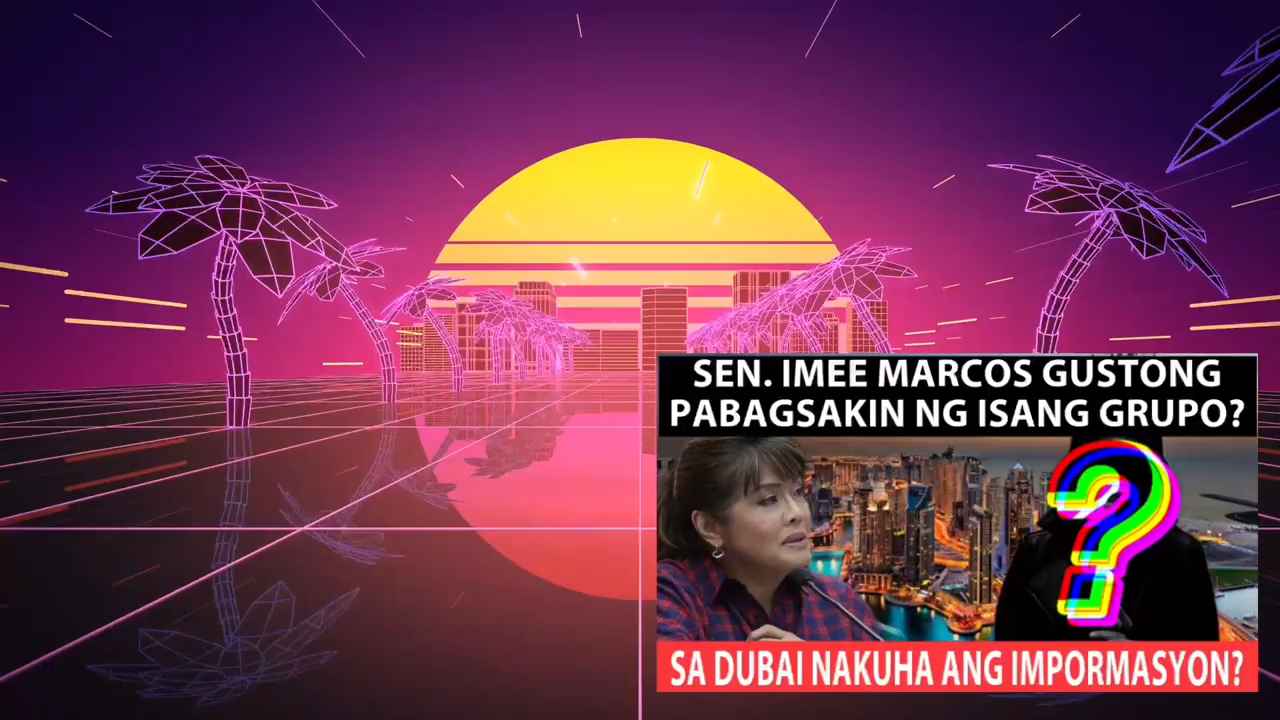 SEN. IMEE MARCOS GUSTONG
PABAGSAKIN NG ISANG GRUPO?
?
SA DUBAI NAKUHA ANG IMPORMASYON?